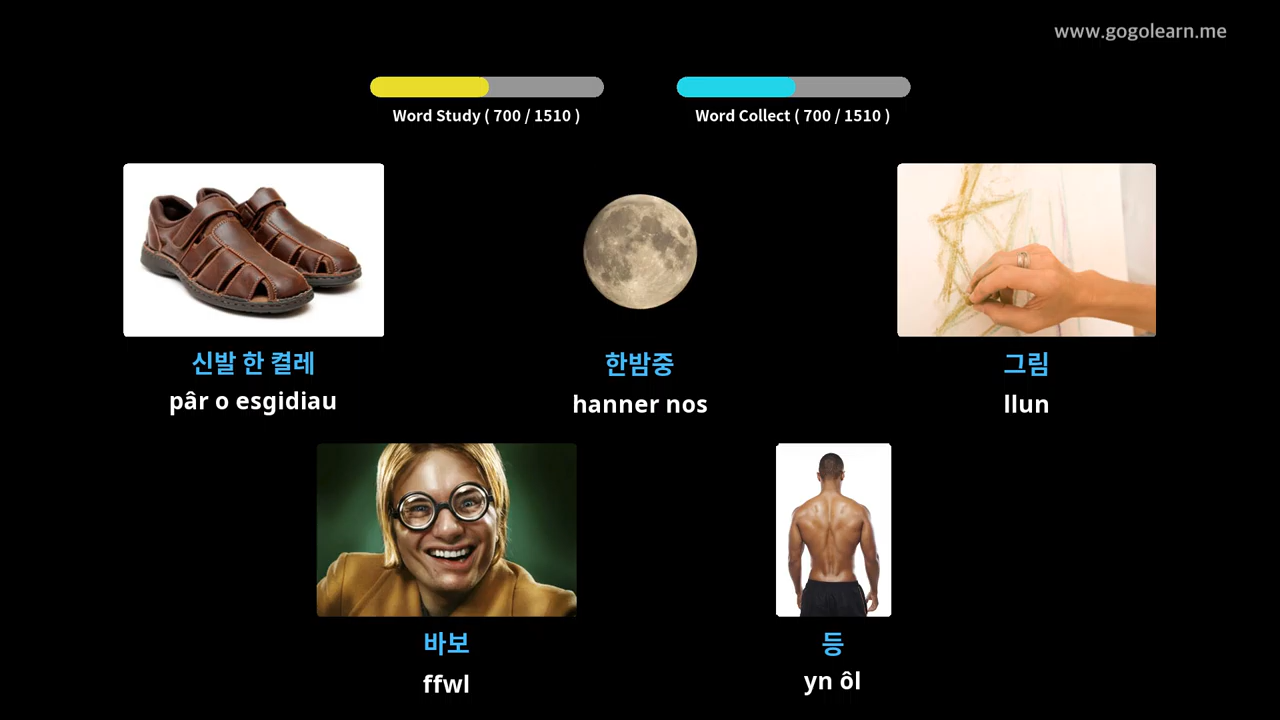 www.gogolearn.me
Word Study ( 700 / 1510 )
Word Collect ( 700 / 1510 )
신발 한 켤레
pâr o esgidiau
한밤중
hanner nos
그림
llun
바보
ffwl
등
yn ôl